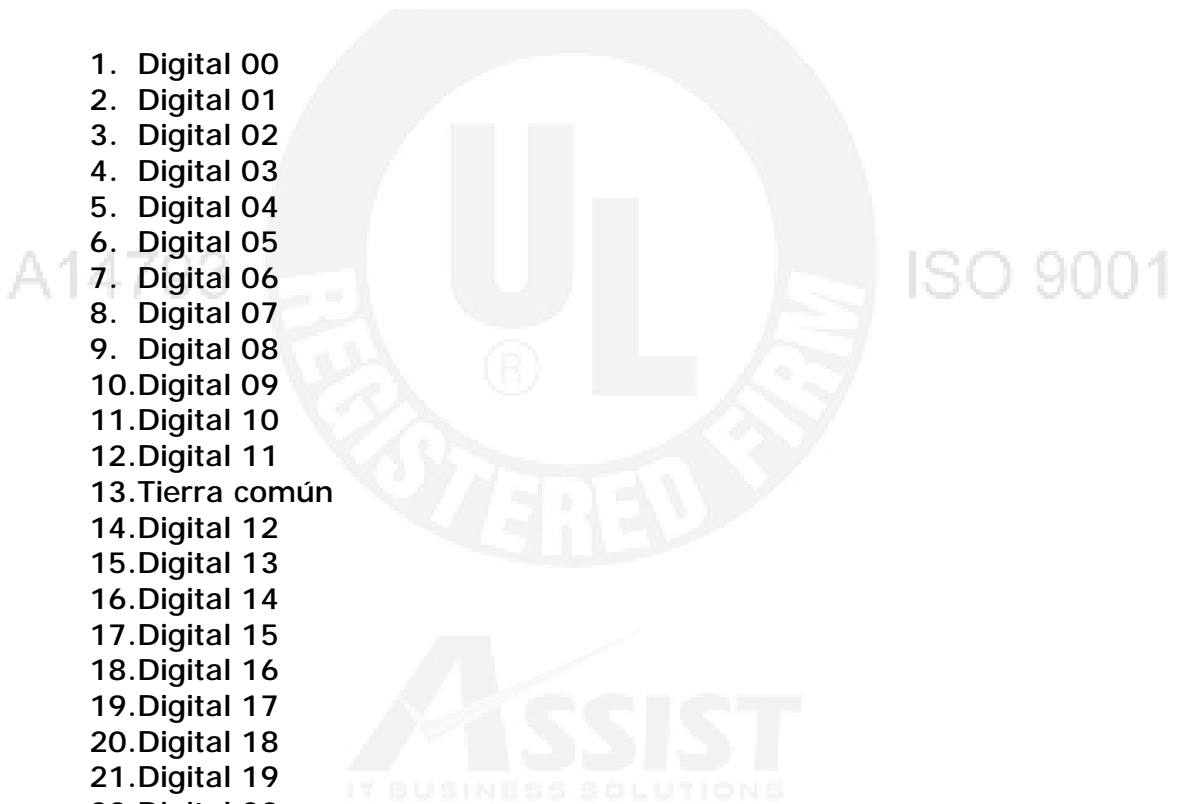 1. Digital 00
2. Digital 01
3. Digital 02
4. Digital 03
5. Digital 04
6. Digital 05
7. Digital 06
8. Digital 07
9. Digital 08
10.Digital 09
11.Digital 10
12.Digital 11
13.Tierra común
14.Digital 12
15.Digital 13
16.Digital 14
17.Digital 15
18.Digital 16
19.Digital 17
20.Digital 18
21.Digital 19
A14703
UL
®
REGISTERED FIRM
ISO 9001
ASSIST
IT BUSINESS SOLUTIONS